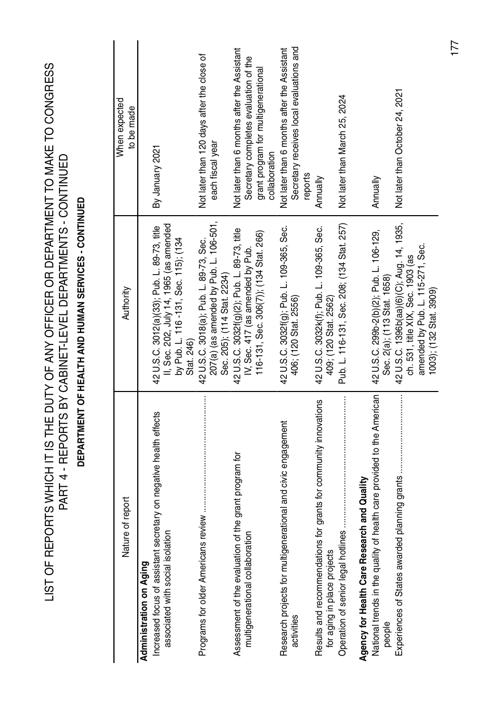 LIST OF REPORTS WHICH IT IS THE DUTY OF ANY OFFICER OR DEPARTMENT TO MAKE TO CONGRESS
PART 4 - REPORTS BY CABINET-LEVEL DEPARTMENTS - CONTINUED
DEPARTMENT OF HEALTH AND HUMAN SERVICES - CONTINUED
Nature of report
Authority
When expected
to be made
Administration on Aging
Increased focus of assistant secretary on negative health effects
associated with social isolation
42 U.S.C. 3012(a)(33); Pub. L. 89-73, title
II, Sec. 202, July 14, 1965 (as amended
by Pub. L. 116 -131, Sec. 115); (134
Stat. 246)
By January 2021
Programs for older Americans review
42 U.S.C. 3018(a); Pub. L. 89-73, Sec.
207(a) (as amended by Pub. L. 106-501,
Sec. 205); (114 Stat. 2234)
Not later than 120 days after the close of
each fiscal year
Assessment of the evaluation of the grant program for
multigenerational collaboration
42 U.S.C. 3032f(g)(2); Pub. L. 89-73, title
IV, Sec. 417 (as amended by Pub.
116-131, Sec. 306(7)); (134 Stat. 266)
Not later than 6 months after the Assistant
Secretary completes evaluation of the
grant program for multigenerational
collaboration
Research projects for multigenerational and civic engagement
activities
42 U.S.C. 3032f(g); Pub. L. 109-365, Sec.
406; (120 Stat. 2556)
Not later than 6 months after the Assistant
Secretary receives local evaluations and
reports
Results and recommendations for grants for community innovations
for aging in place projects
42 U.S.C. 3032k(f); Pub. L. 109-365, Sec.
409; (120 Stat. 2562)
Annually
Operation of senior legal hotlines
Pub. L. 116-131, Sec. 208; (134 Stat. 257)
Not later than March 25, 2024
Agency for Health Care Research and Quality
National trends in the quality of health care provided to the American
people
42 U.S.C. 299b-2(b)(2); Pub. L. 106-129,
Sec. 2(a); (113 Stat. 1658)
Annually
Experiences of States awarded planning grants
42 U.S.C. 1396b(aa)(6)(C); Aug. 14, 1935,
ch. 531, title XIX, Sec. 1903 (as
amended by Pub. L. 115-271, Sec.
1003); (132 Stat. 3909)
Not later than October 24, 2021
177